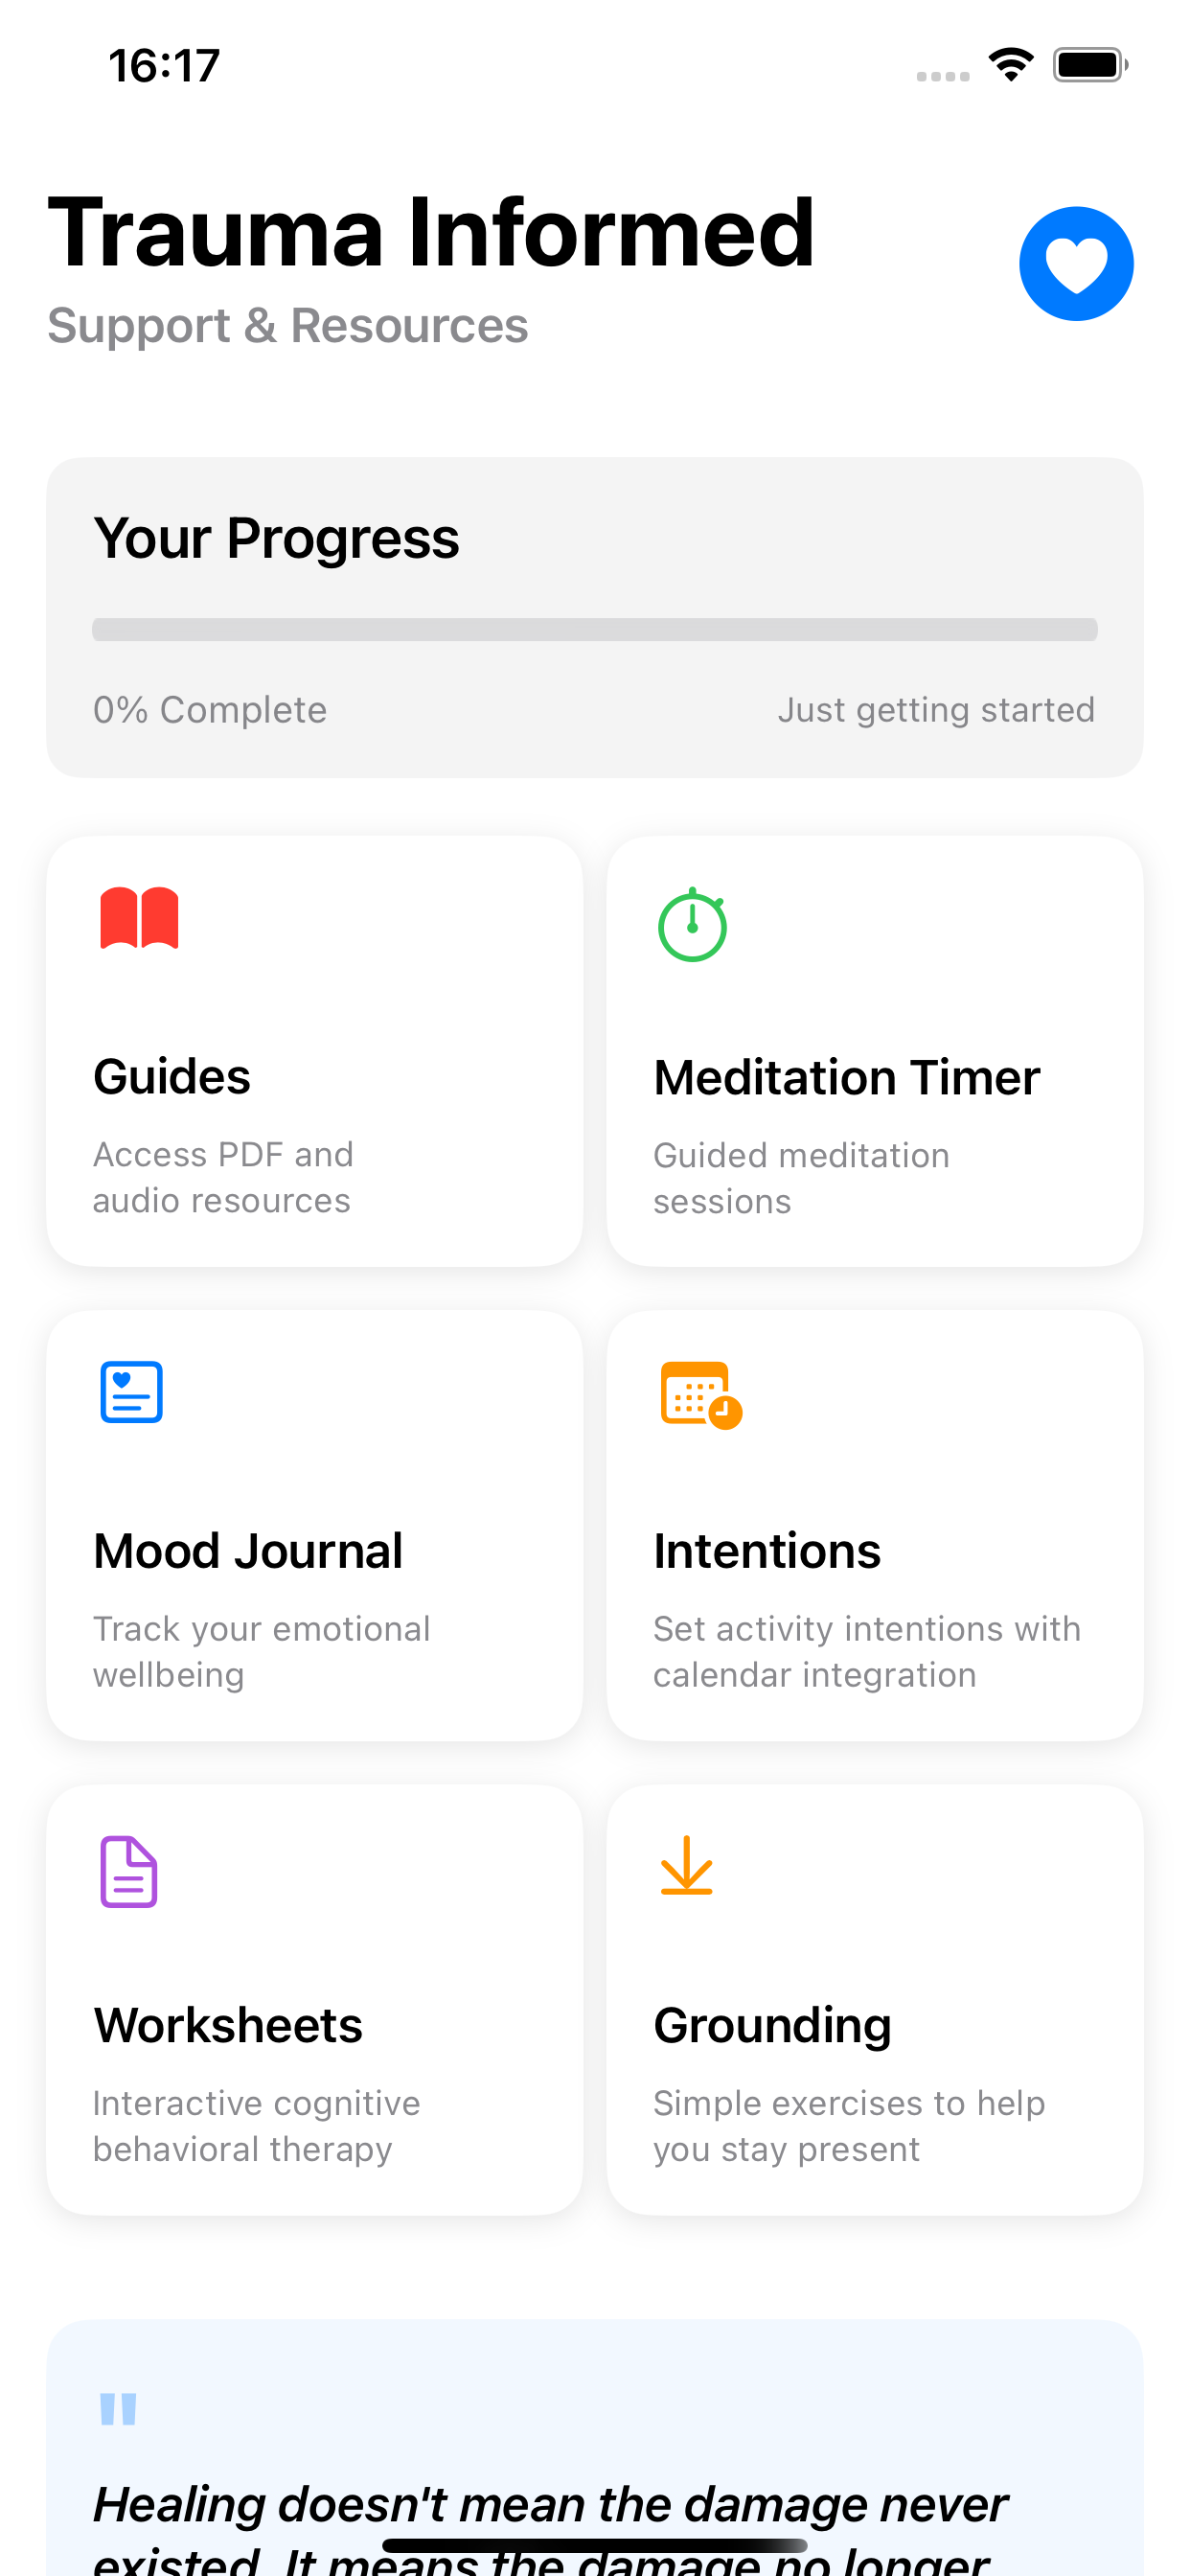 16:17
Trauma Informed
Support & Resources
Your Progress
0% Complete
Just getting started
Guides
Access PDF and
audio resources
Meditation Timer
Guided meditation
sessions
Mood Journal
Track your emotional
wellbeing
Intentions
Set activity intentions with
calendar integration
Worksheets
Interactive cognitive
behavioral therapy
Grounding
Simple exercises to help
you stay present
"
Healing doesn't mean the damage never
existed. It means the damage no longer